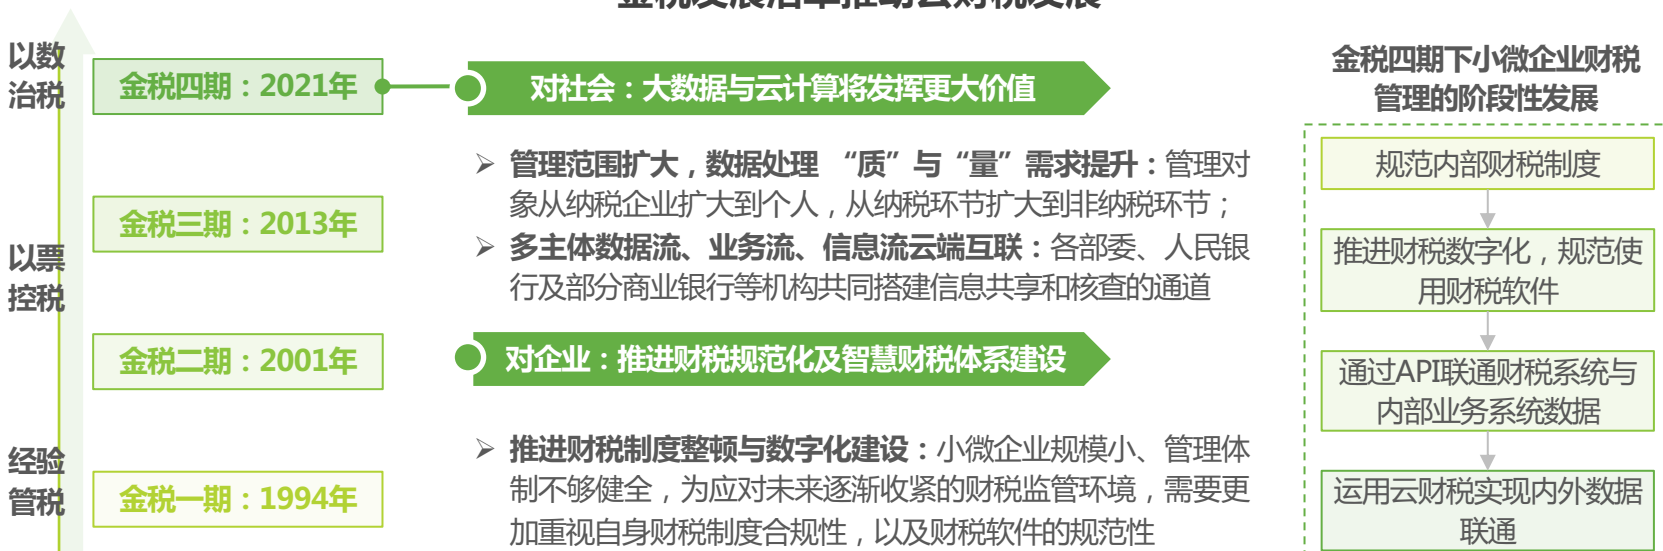 金税发展沿革推动云财税发展
以数
治税
金税四期：2021年
对社会：大数据与云计算将发挥更大价值
➢ 管理范围扩大，数据处理 “质”与“量”需求提升：管理对
象从纳税企业扩大到个人，从纳税环节扩大到非纳税环节；
金税三期：2013年
➢ 多主体数据流、业务流、信息流云端互联：各部委、人民银
行及部分商业银行等机构共同搭建信息共享和核查的通道
以票
控税
金税二期：2001年
对企业：推进财税规范化及智慧财税体系建设
➢ 推进财税制度整顿与数字化建设：小微企业规模小、管理体
制不够健全，为应对未来逐渐收紧的财税监管环境，需要更
加重视自身财税制度合规性，以及财税软件的规范性
经验
管税
金税一期：1994年
金税四期下小微企业财税
管理的阶段性发展
规范内部财税制度
推进财税数字化，规范使
用财税软件
通过API联通财税系统与
内部业务系统数据
运用云财税实现内外数据
联通